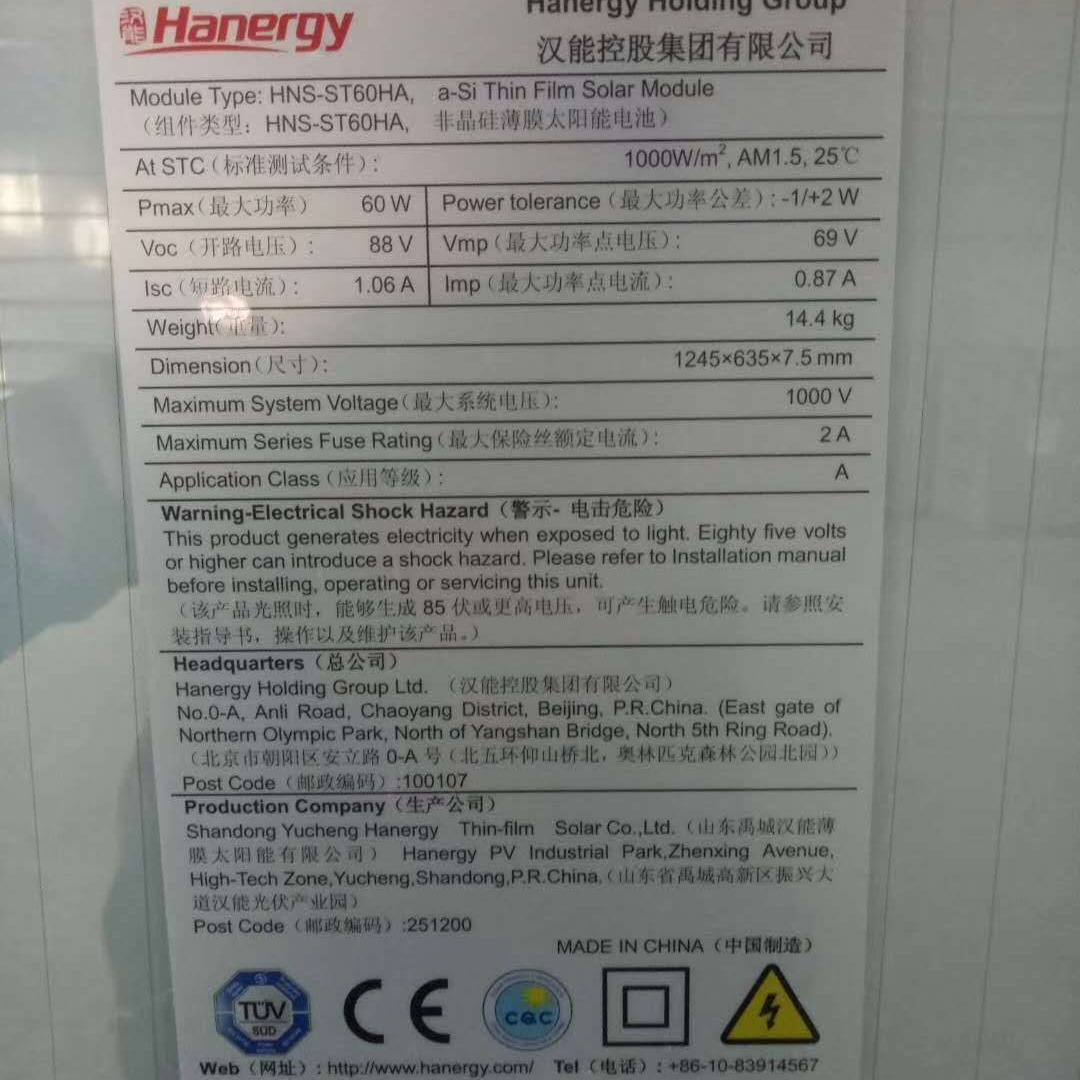 汉能 Hanergy
Hanergy Holding Group
汉能控股集团有限公司
Module Type: HNS-ST60HA, a-Si Thin Film Solar Module
（组件类型：HNS-ST60HA, 非晶硅薄膜太阳能电池）
At STC（标准测试条件）: 1000W/m², AM1.5, 25℃
Pmax（最大功率） 60 W Power tolerance（最大功率公差）: -1/+2 W
Voc（开路电压）: 88 V Vmp（最大功率点电压）: 69 V
Isc（短路电流）: 1.06 A Imp（最大功率点电流）: 0.87 A
Weight(重量): 14.4 kg
Dimension（尺寸）: 1245×635×7.5 mm
Maximum System Voltage（最大系统电压）: 1000 V
Maximum Series Fuse Rating（最大保险丝额定电流）: 2 A
Application Class（应用等级）: A
Warning-Electrical Shock Hazard（警示- 电击危险）
This product generates electricity when exposed to light. Eighty five volts
or higher can introduce a shock hazard. Please refer to Installation manual
before installing, operating or servicing this unit.
（该产品光照时，能够生成 85 伏或更高电压，可产生触电危险。请参照安
装指导书，操作以及维护该产品。）
Headquarters（总公司）
Hanergy Holding Group Ltd. （汉能控股集团有限公司）
No.0-A, Anli Road, Chaoyang District, Beijing, P.R.China. (East gate of
Northern Olympic Park, North of Yangshan Bridge, North 5th Ring Road).
（北京市朝阳区安立路 0-A 号（北五环仰山桥北，奥林匹克森林公园北园））
Post Code（邮政编码）:100107
Production Company（生产公司）
Shandong Yucheng Hanergy Thin-film Solar Co.,Ltd.（山东禹城汉能薄
膜太阳能有限公司） Hanergy PV Industrial Park,Zhenxing Avenue,
High-Tech Zone,Yucheng,Shandong,P.R.China.（山东省禹城高新区振兴大
道汉能光伏产业园）
Post Code（邮政编码）:251200
MADE IN CHINA（中国制造）
TÜV SÜD CE CQC
Web（网址）: http://www.hanergy.com/ Tel（电话）: +86-10-83914567